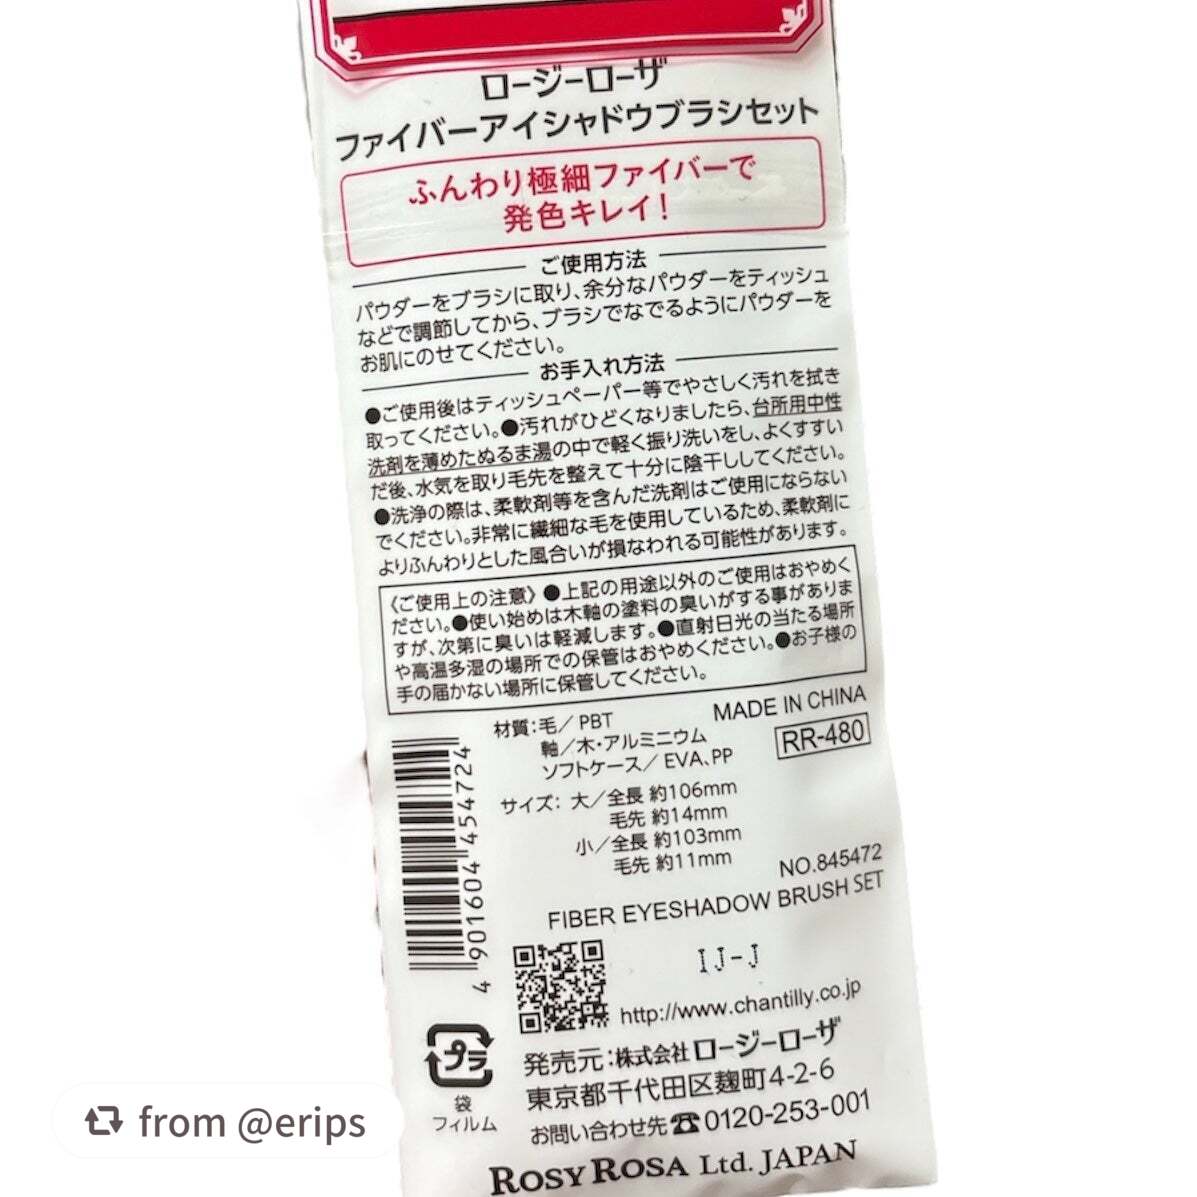 ロージーローザ
ファイバーアイシャドウブラシセット
ふんわり極細ファイバーで
発色キレイ!
ご使用方法
パウダーをブラシに取り、余分なパウダーをティッシュ
などで調節してから、ブラシでなでるようにパウダーを
お肌にのせてください。
お手入れ方法
●ご使用後はティッシュペーパー等でやさしく汚れを拭き
取ってください。●汚れがひどくなりましたら、台所用中性
洗剤を薄めたぬるま湯の中で軽く振り洗いをし、よくすすい
だ後、水気を取り毛先を整えて十分に陰干ししてください。
●洗浄の際は、柔軟剤等を含んだ洗剤はご使用にならない
でください。非常に繊細な毛を使用しているため、柔軟剤に
よりふんわりとした風合いが損なわれる可能性があります。
《ご使用上の注意》●上記の用途以外のご使用はおやめく
ださい。●使い始めは木軸の塗料の臭いがする事がありま
すが、次第に臭いは軽減します。●直射日光の当たる場所
や高温多湿の場所での保管はおやめください。●お子様の
手の届かない場所に保管してください。
材質:毛/PBT
軸/木・アルミニウム
ソフトケース/EVA、PP
MADE IN CHINA
RR-480
サイズ: 大/全長 約106mm
毛先 約14mm
小/全長 約103mm
毛先 約11mm
4 901604 454724
NO.845472
FIBER EYESHADOW BRUSH SET
IJ-J
http://www.chantilly.co.jp
プラ
袋
フィルム
発売元:株式会社ロージーローザ
東京都千代田区麹町4-2-6
お問い合わせ先☎0120-253-001
ROSY ROSA Ltd. JAPAN
from @erips